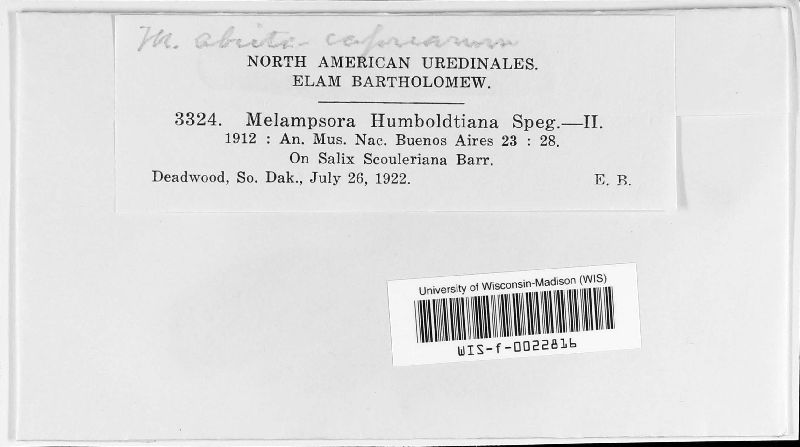 M. abieti-capraearum
NORTH AMERICAN UREDINALES.
ELAM BARTHOLOMEW.
3324. Melampsora Humboldtiana Speg.—II.
1912 : An. Mus. Nac. Buenos Aires 23 : 28.
On Salix Scouleriana Barr.
Deadwood, So. Dak., July 26, 1922. E. B.
University of Wisconsin-Madison (WIS)
WIS-f-0022816